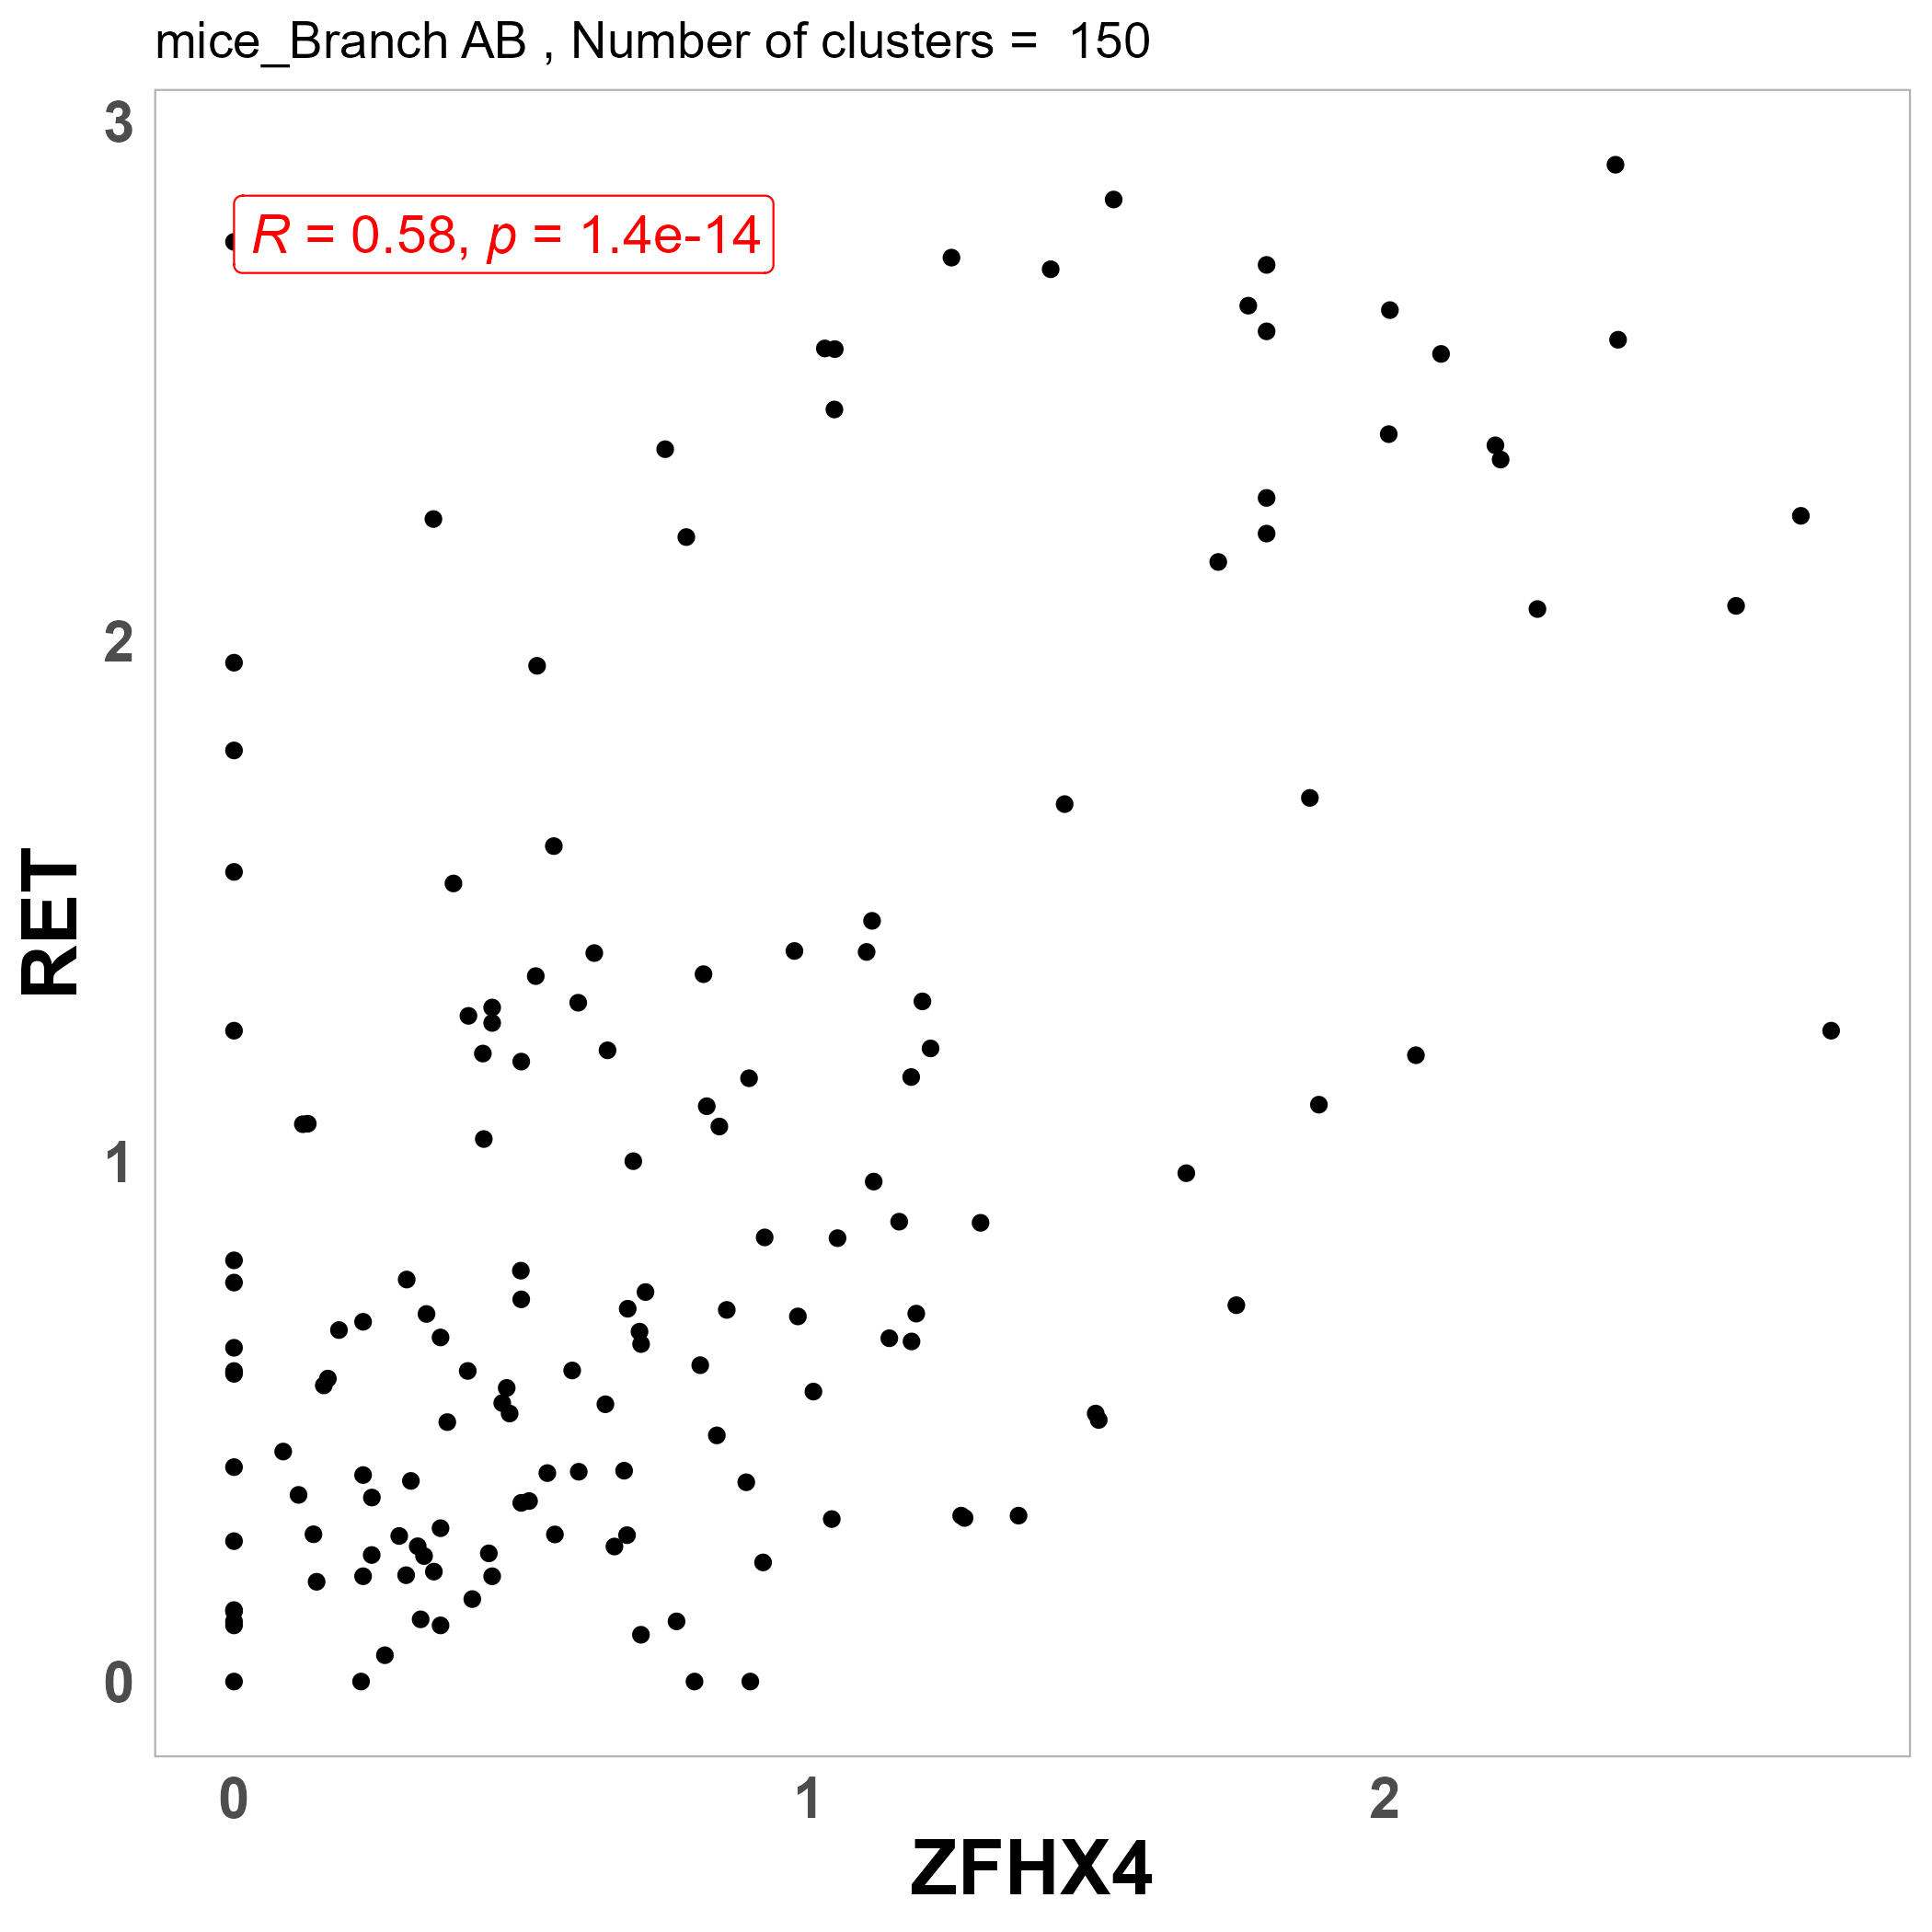 mice_Branch AB , Number of clusters =  150
3
R = 0.58, p = 1.4e-14
2
RET
1
0
0 1 2
ZFHX4